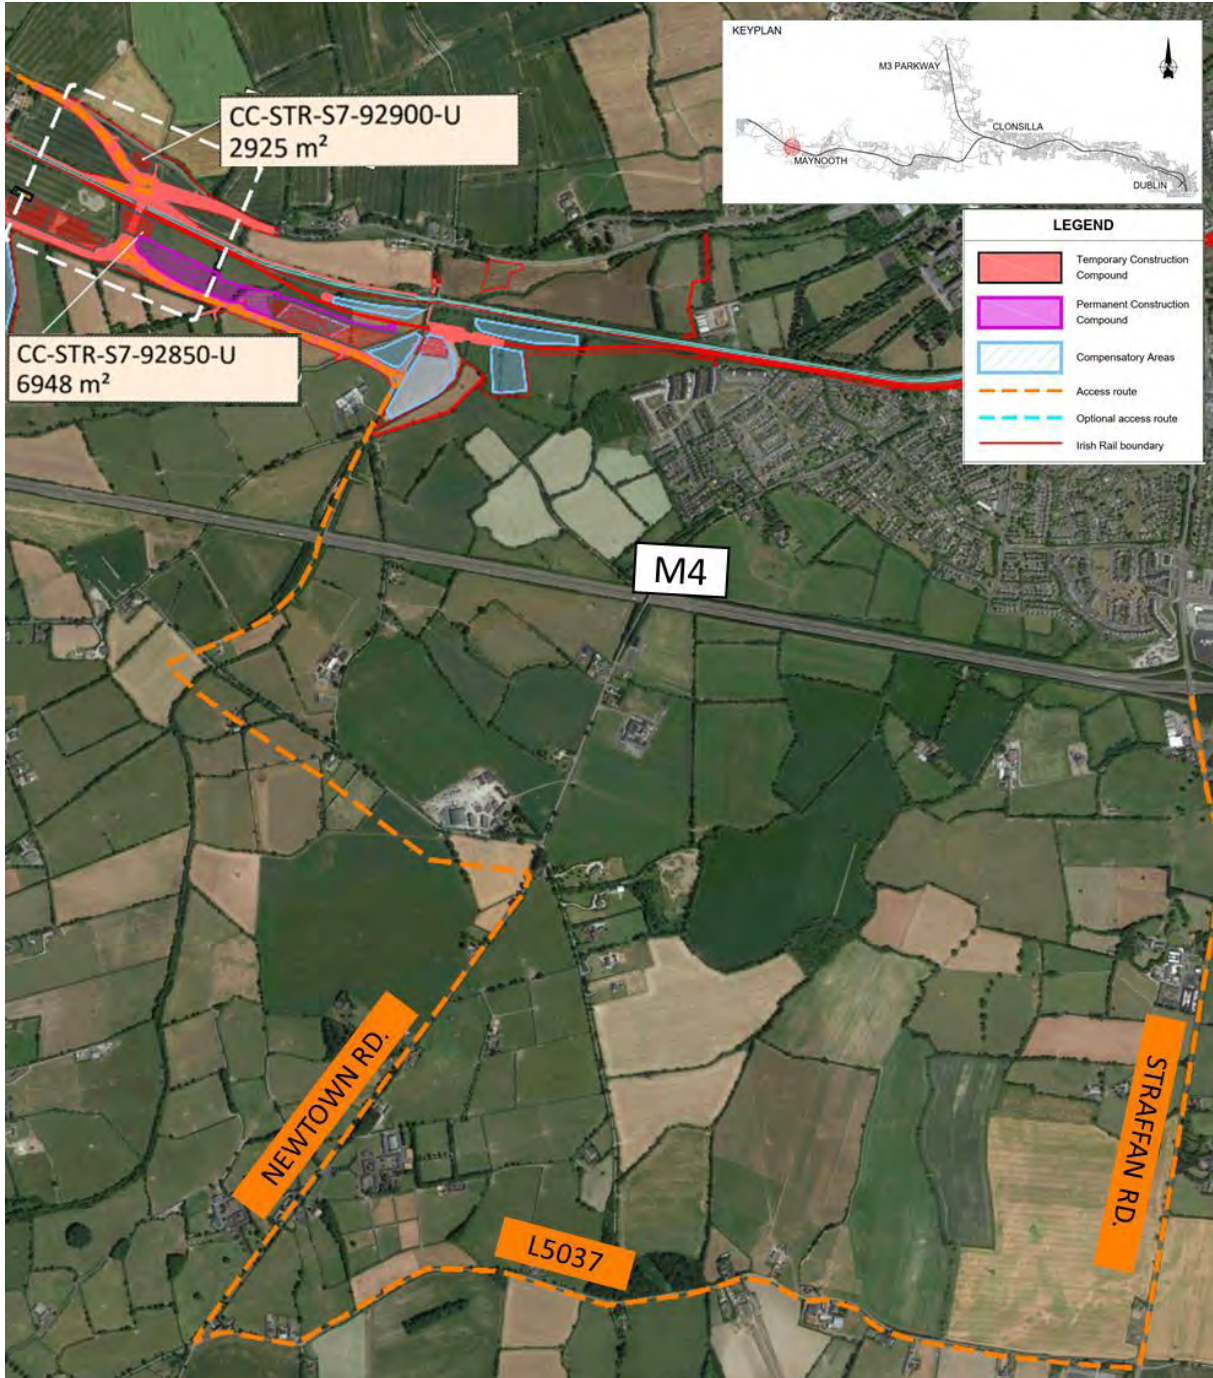 KEYPLAN
M3 PARKWAY
CLONSILLA
MAYNOOTH
DUBLIN
CC-STR-S7-92900-U
2925 m²
LEGEND
Temporary Construction
Compound
Permanent Construction
Compound
Compensatory Areas
Access route
Optional access route
Irish Rail boundary
CC-STR-S7-92850-U
6948 m²
M4
NEWTOWN RD.
STRAFFAN RD.
L5037